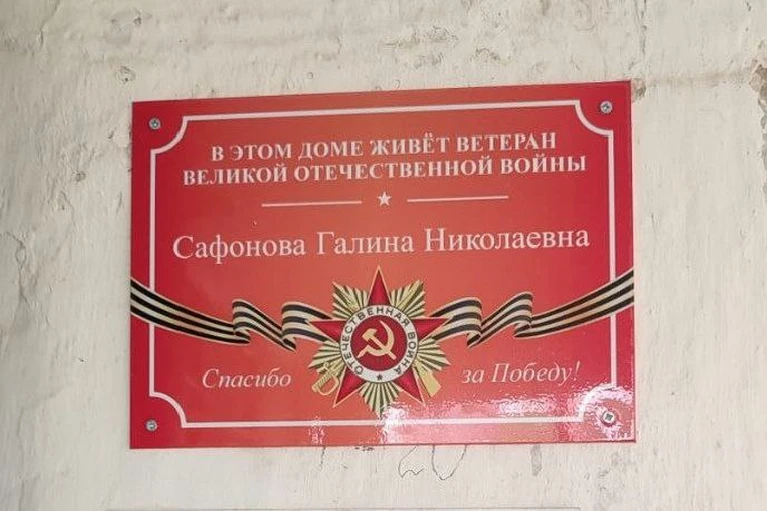 В ЭТОМ ДОМЕ ЖИВЁТ ВЕТЕРАН
ВЕЛИКОЙ ОТЕЧЕСТВЕННОЙ ВОЙНЫ
Сафонова Галина Николаевна
ОТЕЧЕСТВЕННАЯ ВОЙНА
Спасибо за Победу!